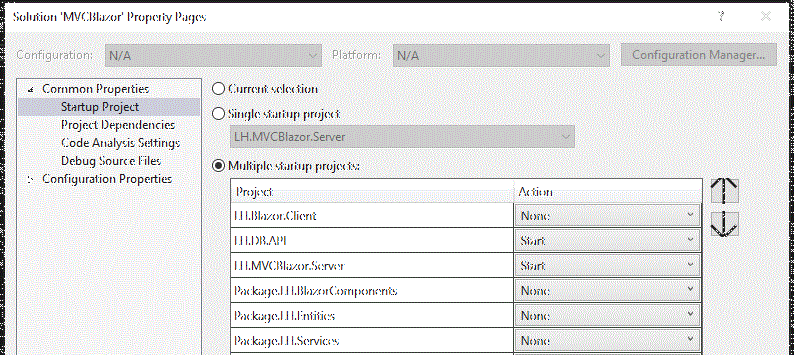 Solution 'MVCBlazor' Property Pages ?
Configuration: N/A Platform: N/A Configuration Manager...
Common Properties
Startup Project
Project Dependencies
Code Analysis Settings
Debug Source Files
Configuration Properties
Current selection
Single startup project
LH.MVCBlazor.Server
Multiple startup projects:
Project Action
LH.Blazor.Client None
LH.DB.API Start
LH.MVCBlazor.Server Start
Package.LH.BlazorComponents None
Package.LH.Entities None
Package.LH.Services None